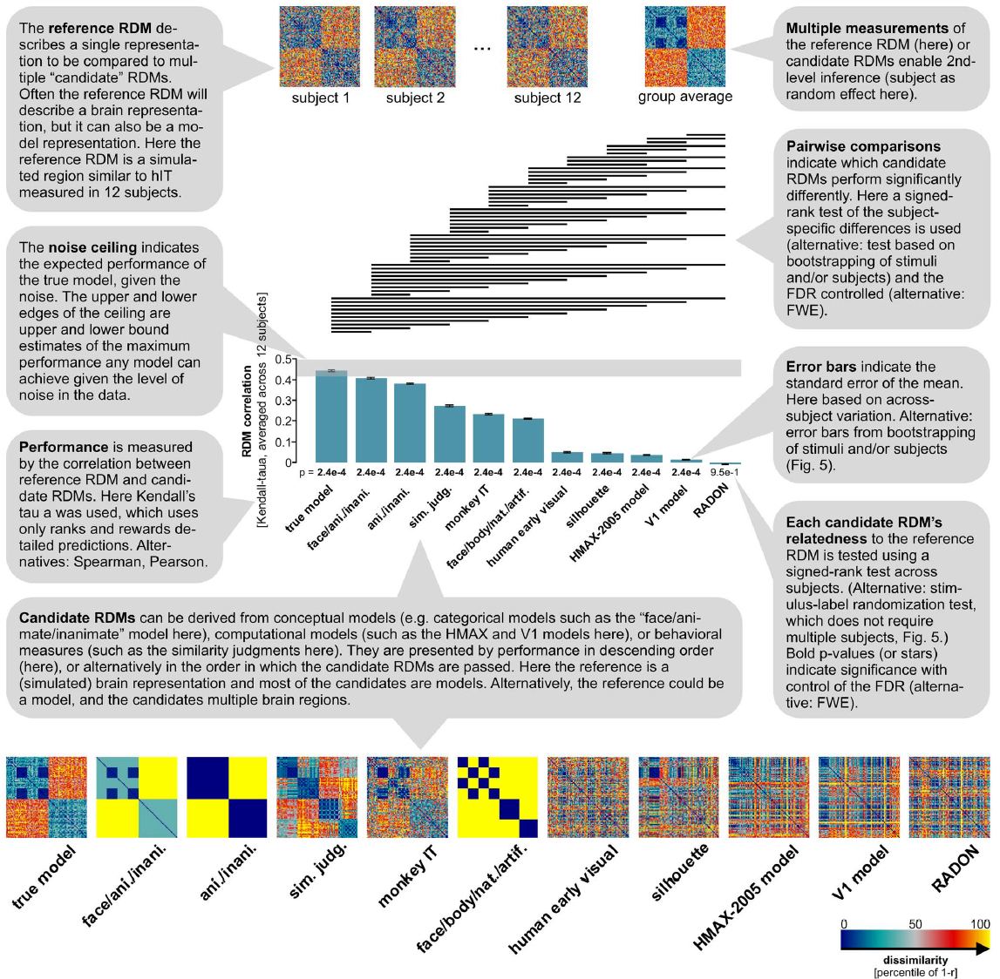 The reference RDM de-
scribes a single representa-
tion to be compared to mul-
tiple “candidate” RDMs.
Often the reference RDM will
describe a brain representa-
tion, but it can also be a mo-
del representation. Here the
reference RDM is a simula-
ted region similar to hIT
measured in 12 subjects.
...
subject 1
subject 2
subject 12
group average
Multiple measurements of
the reference RDM (here) or
candidate RDMs enable 2nd-
level inference (subject as
random effect here).
Pairwise comparisons
indicate which candidate
RDMs perform significantly
differently. Here a signed-
rank test of the subject-
specific differences is used
(alternative: test based on
bootstrapping of stimuli
and/or subjects) and the
FDR controlled (alternative:
FWE).
The noise ceiling indicates
the expected performance of
the true model, given the
noise. The upper and lower
edges of the ceiling are
upper and lower bound
estimates of the maximum
performance any model can
achieve given the level of
noise in the data.
Performance is measured
by the correlation between
reference RDM and candi-
date RDMs. Here Kendall’s
tau a was used, which uses
only ranks and rewards de-
tailed predictions. Alter-
natives: Spearman, Pearson.
RDM correlation
[Kendall-taua, averaged across 12 subjects]
0.5
0.4
0.3
0.2
0.1
0
p = 2.4e-4 2.4e-4 2.4e-4 2.4e-4 2.4e-4 2.4e-4 2.4e-4 2.4e-4 2.4e-4 2.4e-4 9.5e-1
true model
face/ani./inani.
ani./inani.
sim. judg.
monkey IT
face/body/nat./artif.
human early visual
silhouette
HMAX-2005 model
V1 model
RADON
Error bars indicate the
standard error of the mean.
Here based on across-
subject variation. Alternative:
error bars from bootstrapping
of stimuli and/or subjects
(Fig. 5).
Each candidate RDM’s
relatedness to the reference
RDM is tested using a
signed-rank test across
subjects. (Alternative: stim-
ulus-label randomization test,
which does not require
multiple subjects, Fig. 5.)
Bold p-values (or stars)
indicate significance with
control of the FDR (alterna-
tive: FWE).
Candidate RDMs can be derived from conceptual models (e.g. categorical models such as the “face/ani-
mate/inanimate” model here), computational models (such as the HMAX and V1 models here), or behavioral
measures (such as the similarity judgments here). They are presented by performance in descending order
(here), or alternatively in the order in which the candidate RDMs are passed. Here the reference is a
(simulated) brain representation and most of the candidates are models. Alternatively, the reference could be
a model, and the candidates multiple brain regions.
true model
face/ani./inani.
ani./inani.
sim. judg.
monkey IT
face/body/nat./artif.
human early visual
silhouette
HMAX-2005 model
V1 model
RADON
0 50 100
dissimilarity
[percentile of 1-r]